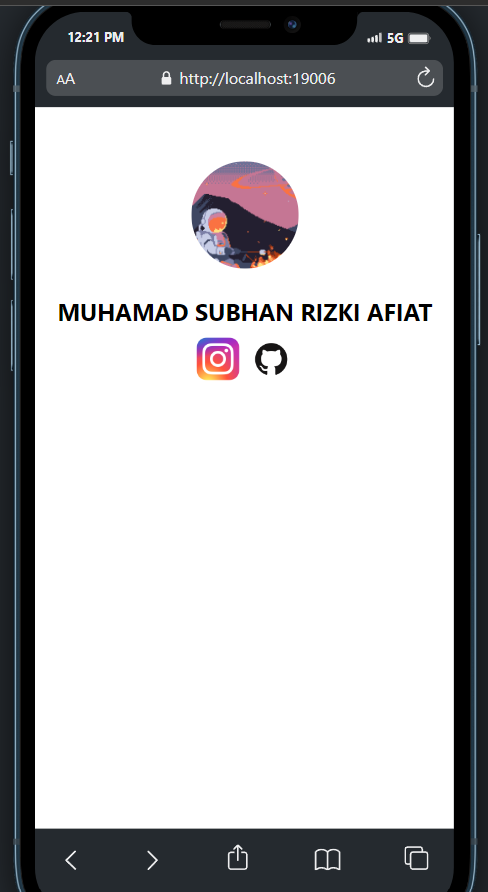 12:21 PM
5G
AA
http://localhost:19006
MUHAMAD SUBHAN RIZKI AFIAT